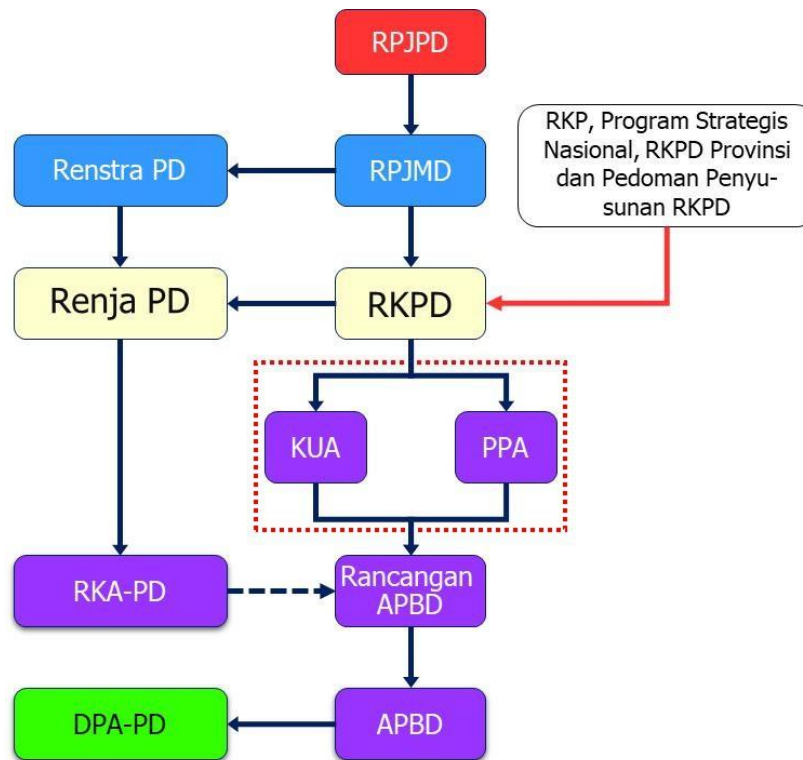 RPJPD
RKP, Program Strategis
Nasional, RKPD Provinsi
dan Pedoman Penyu-
sunan RKPD
Renstra PD
RPJMD
Renja PD
RKPD
KUA
PPA
RKA-PD
Rancangan
APBD
DPA-PD
APBD